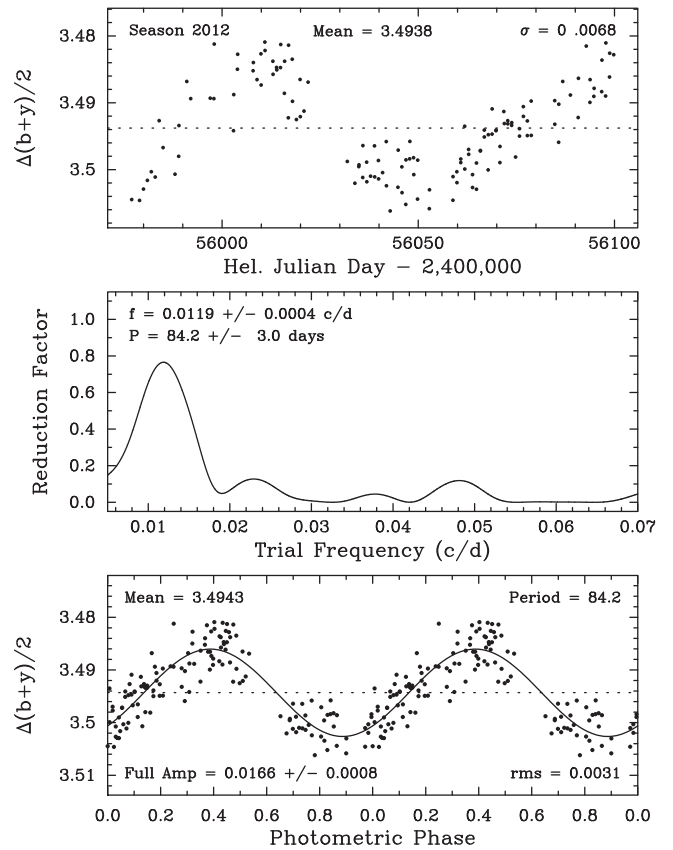 Season 2012 Mean = 3.4938 σ = 0 .0068
3.48
3.49
3.5
Δ(b+y)/2
56000 56050 56100
Hel. Julian Day − 2,400,000
f = 0.0119 +/− 0.0004 c/d
P = 84.2 +/− 3.0 days
1.0
0.8
0.6
0.4
0.2
0.0
Reduction Factor
0.01 0.02 0.03 0.04 0.05 0.06 0.07
Trial Frequency (c/d)
Mean = 3.4943 Period = 84.2
3.48
3.49
3.5
3.51
Δ(b+y)/2
Full Amp = 0.0166 +/− 0.0008 rms = 0.0031
0.0 0.2 0.4 0.6 0.8 0.0 0.2 0.4 0.6 0.8 0.0
Photometric Phase